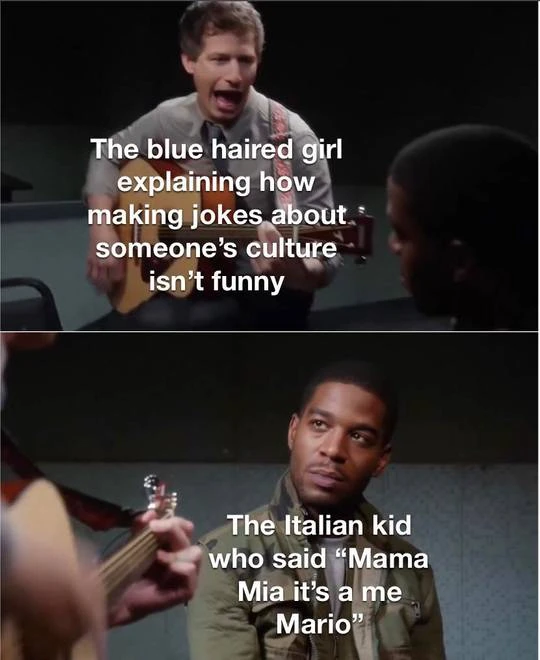 The blue haired girl
explaining how
making jokes about
someone's culture
isn't funny
The Italian kid
who said “Mama
Mia it's a me
Mario”